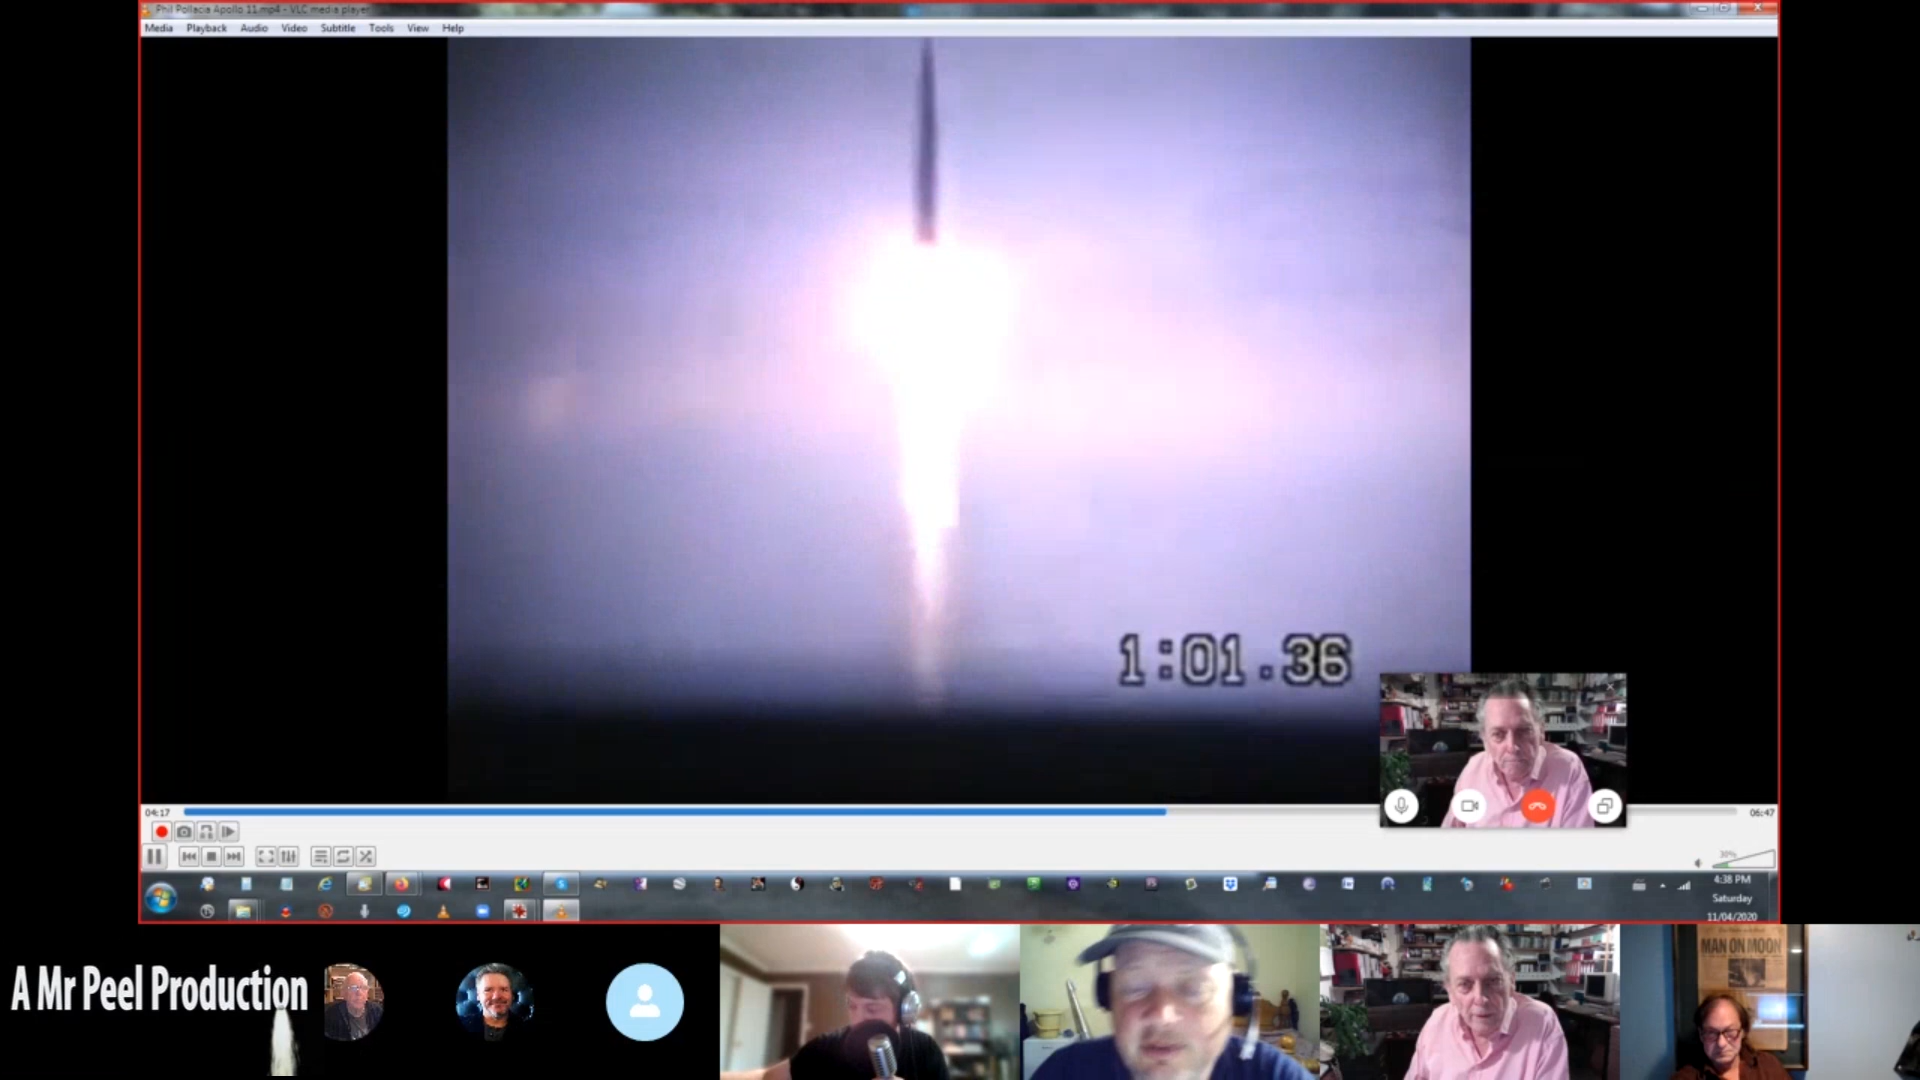 Phil Pollacia Apollo 11.mp4 - VLC media player
Media Playback Audio Video Subtitle Tools View Help
1:01.36
04:17
06:47
30%
4:38 PM
Saturday
11/04/2020
A Mr Peel Production
MAN ON MOON